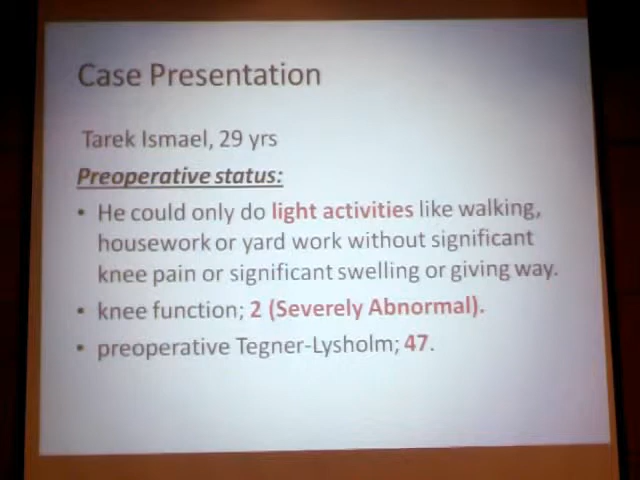 Case Presentation
Tarek Ismael, 29 yrs
Preoperative status:
• He could only do light activities like walking,
housework or yard work without significant
knee pain or significant swelling or giving way.
• knee function; 2 (Severely Abnormal).
• preoperative Tegner-Lysholm; 47.